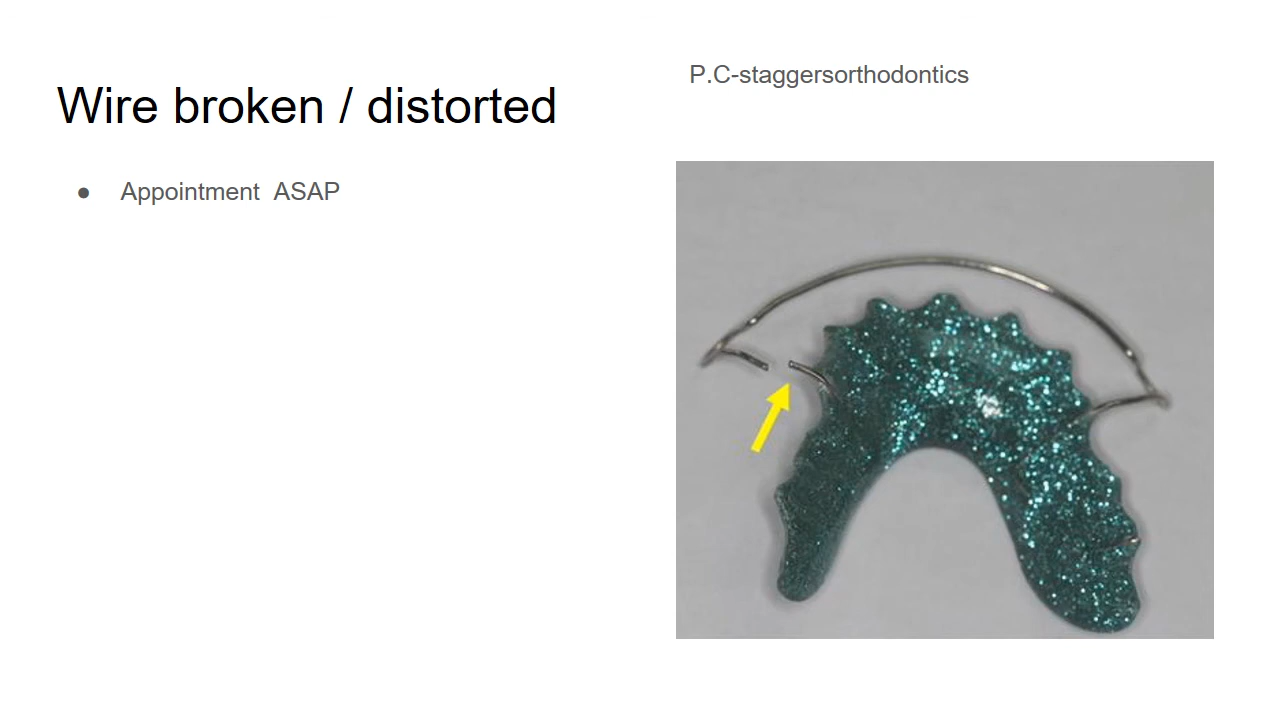 Wire broken / distorted
● Appointment  ASAP
P.C-staggersorthodontics